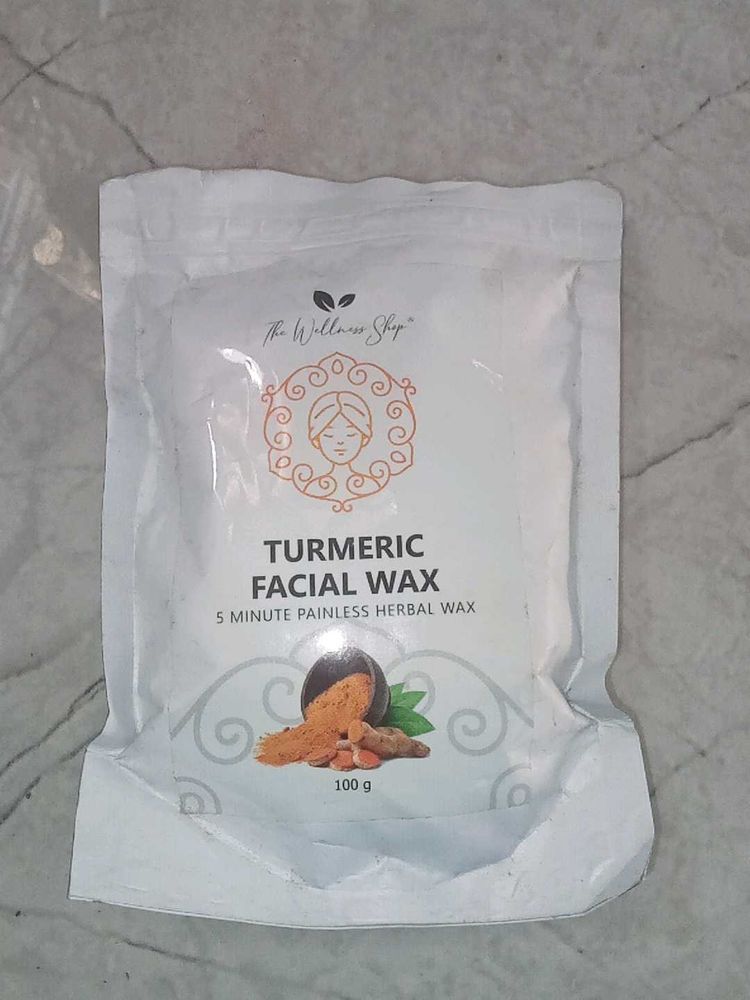 The Wellness Shop®
TURMERIC
FACIAL WAX
5 MINUTE PAINLESS HERBAL WAX
100 g